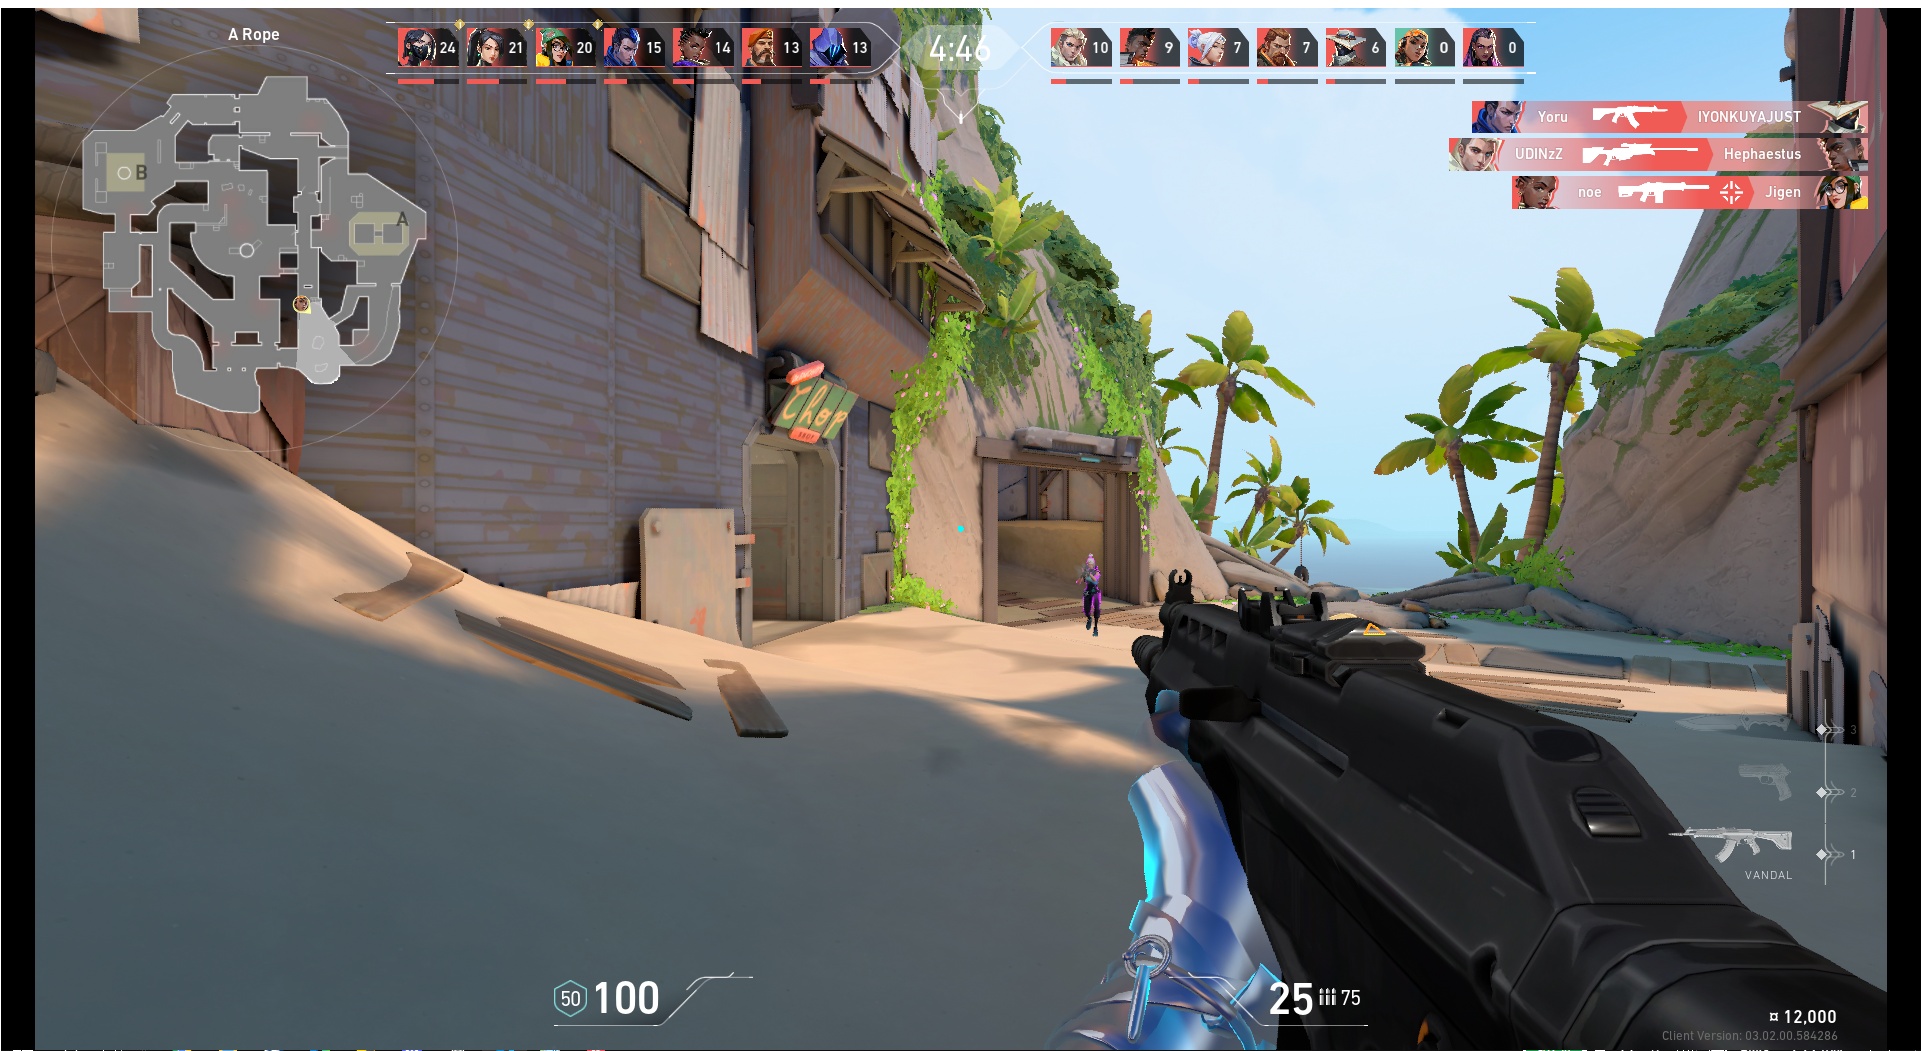 A Rope
24 21 20 15 14 13 13
4:46
10 9 7 7 6 0 0
Yoru IYONKUYAJUST
UDINzZ Hephaestus
noe Jigen
B
A
Chop
3
2
1
VANDAL
50 100
25 75
¤ 12,000
Client Version: 03.02.00.584286